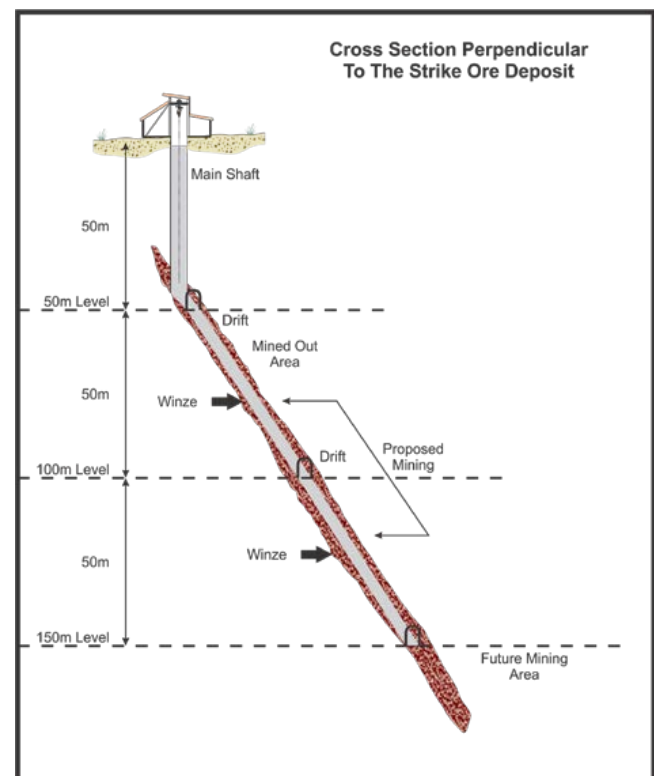 Cross Section Perpendicular
To The Strike Ore Deposit
Main Shaft
50m
50m Level
Drift
Mined Out
Area
50m
Winze
Drift
Proposed
Mining
100m Level
50m
Winze
150m Level
Future Mining
Area